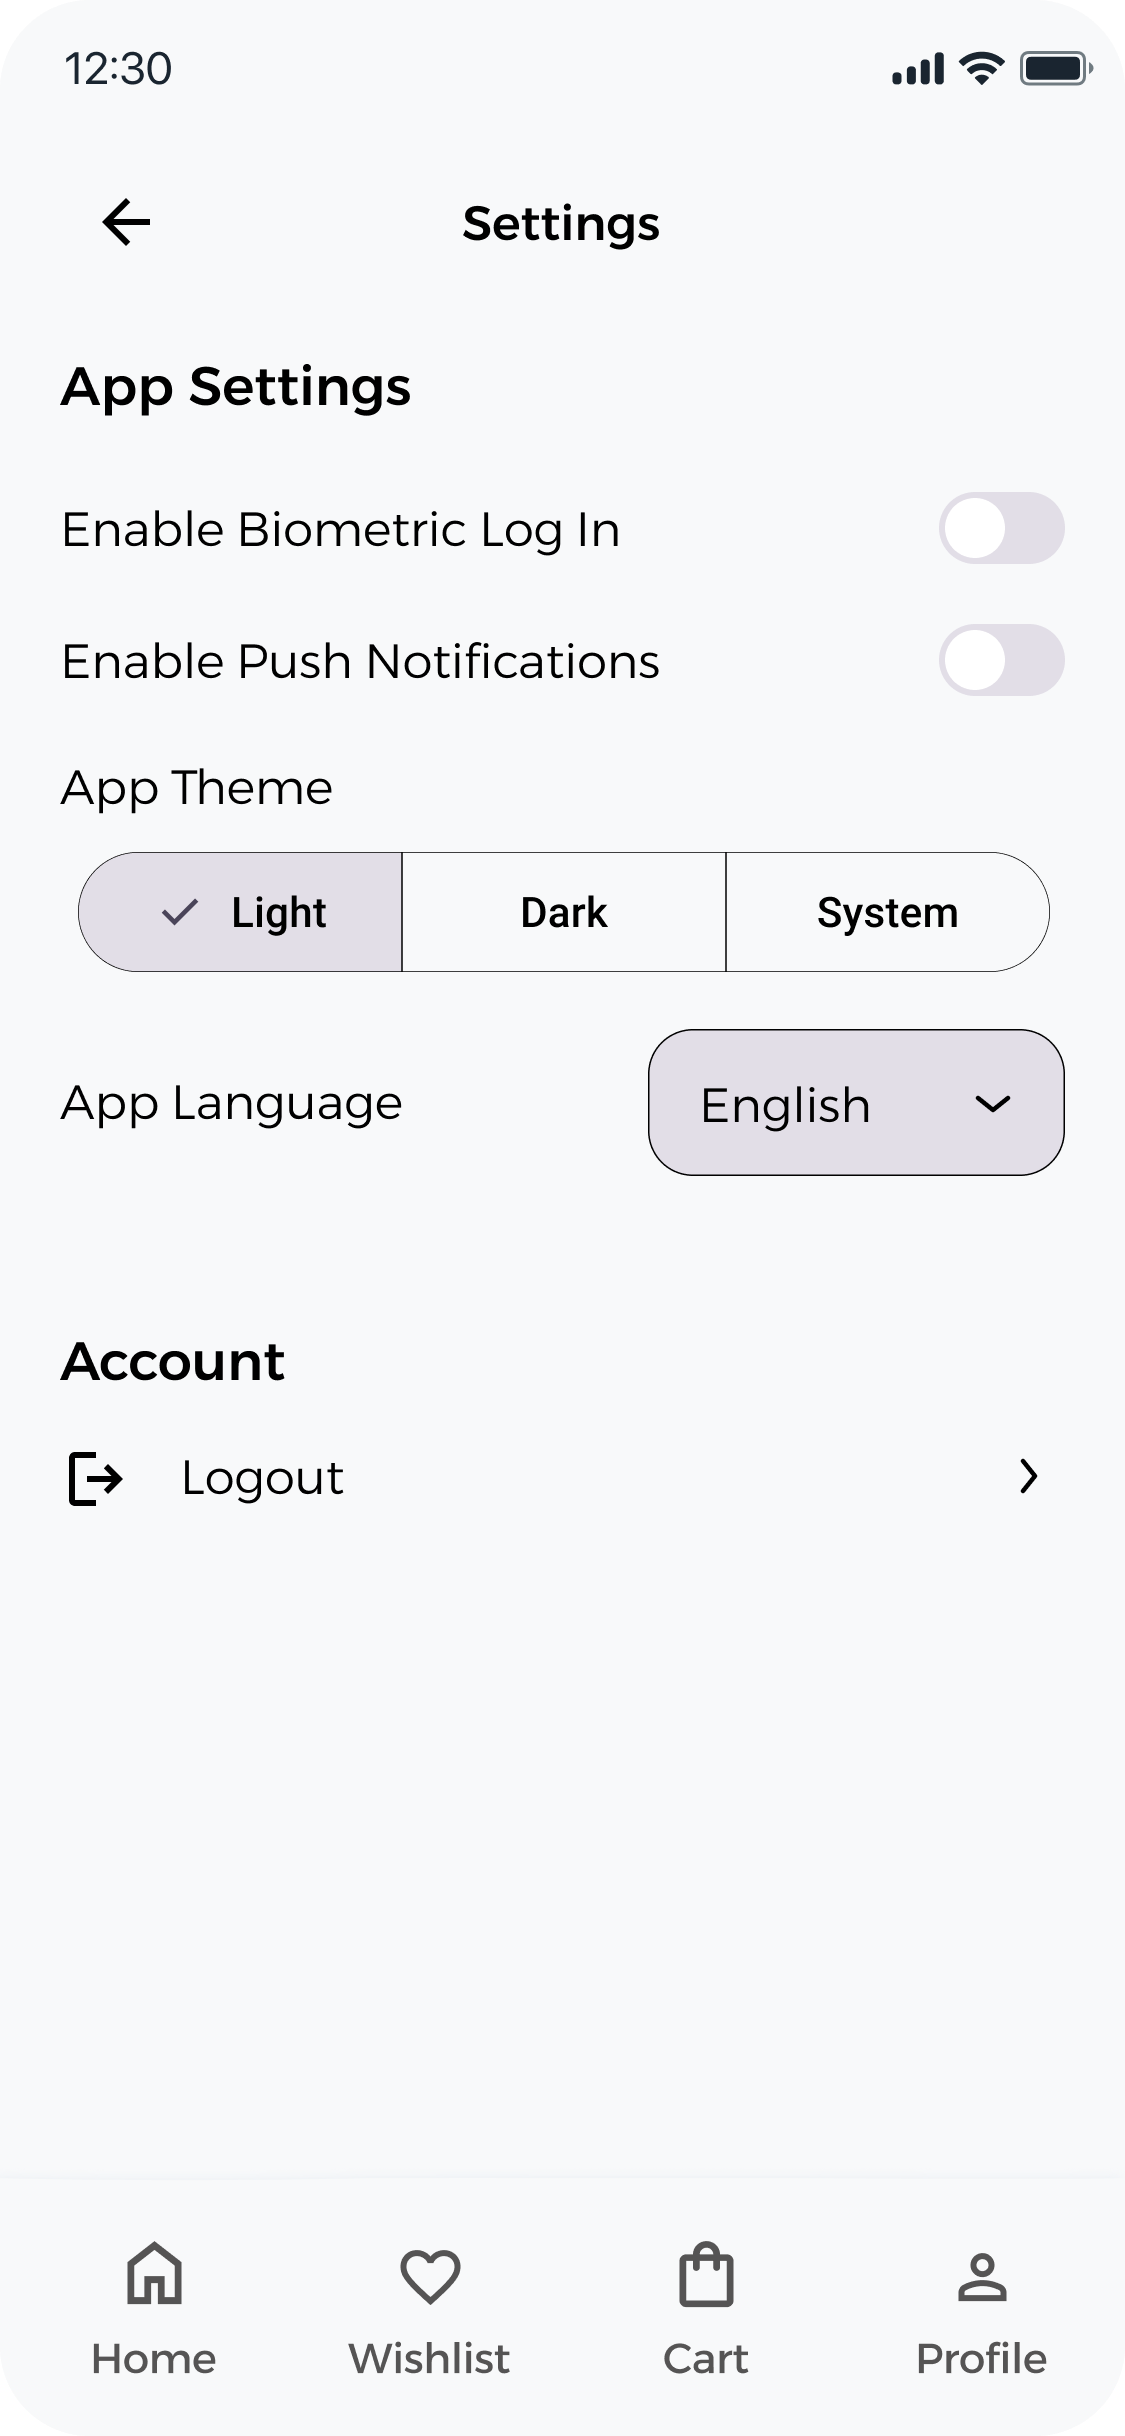 12:30
Settings
App Settings
Enable Biometric Log In
Enable Push Notifications
App Theme
Light Dark System
App Language English
Account
Logout
Home Wishlist Cart Profile